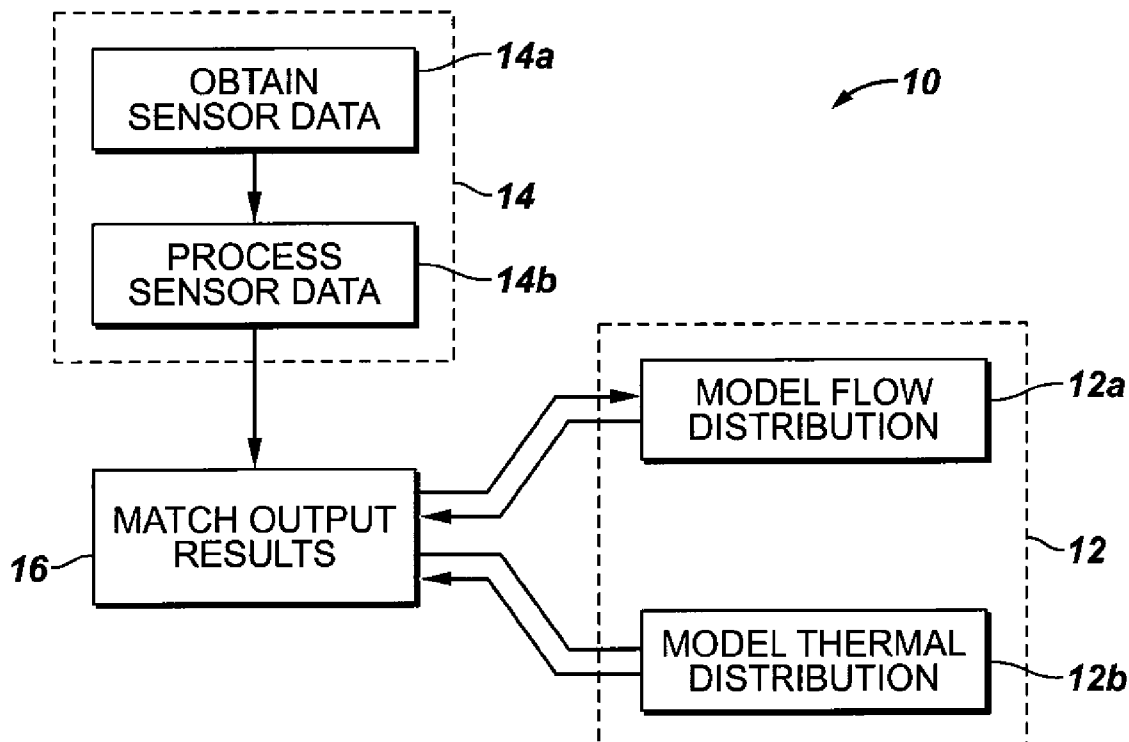 OBTAIN
SENSOR DATA
14a
10
14
PROCESS
SENSOR DATA
14b
MODEL FLOW
DISTRIBUTION
12a
MATCH OUTPUT
RESULTS
16
12
MODEL THERMAL
DISTRIBUTION
12b